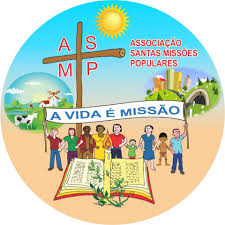 A S
M P
ASSOCIAÇÃO
SANTAS MISSÕES
POPULARES
A VIDA É MISSÃO